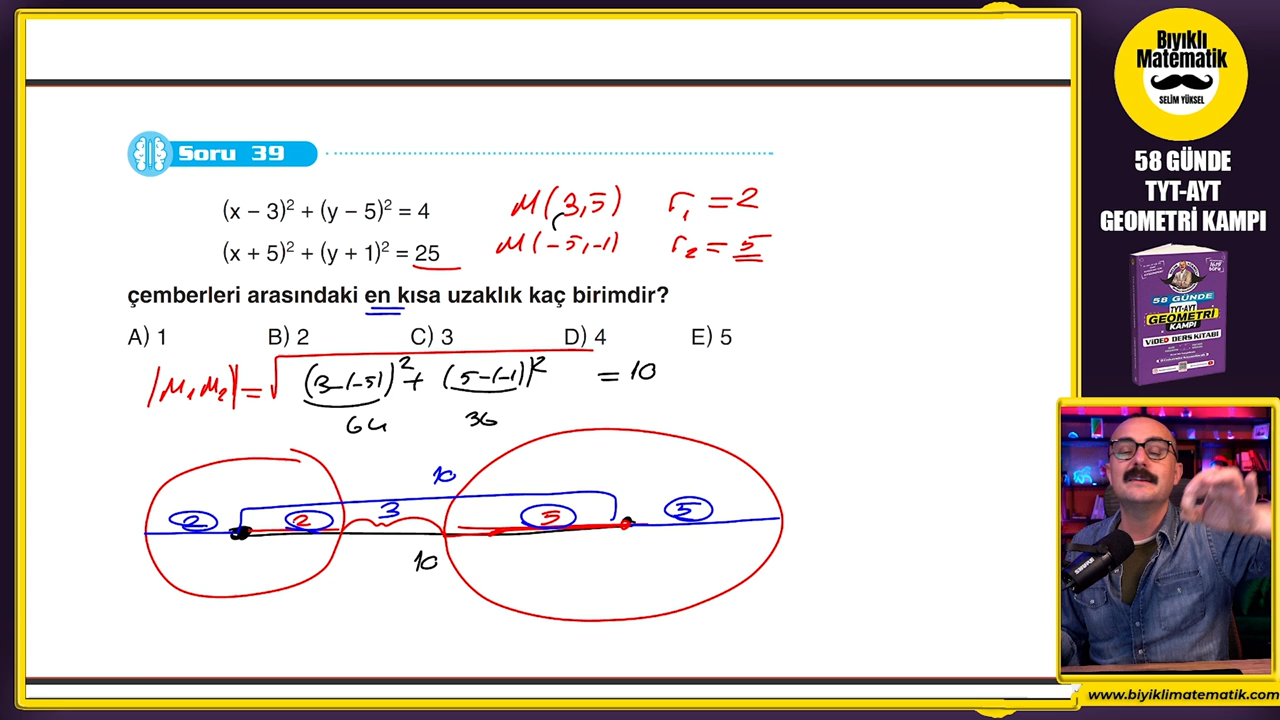 Soru 39
(x – 3)² + (y – 5)² = 4
M(3,5) r₁ = 2
(x + 5)² + (y + 1)² = 25
M(-5,-1) r₂ = 5
çemberleri arasındaki en kısa uzaklık kaç birimdir?
A) 1 B) 2 C) 3 D) 4 E) 5
|M₁M₂| = √(3-(-5))² + (5-(-1))² = 10
64 36
10
2 2 3 5 5
10
Bıyıklı
Matematik
SELİM YÜKSEL
58 GÜNDE
TYT-AYT
GEOMETRİ KAMPI
58 GÜNDE
TYT-AYT
GEOMETRİ
KAMPI
VİDEO DERS KİTABI
www.biyiklimatematik.com